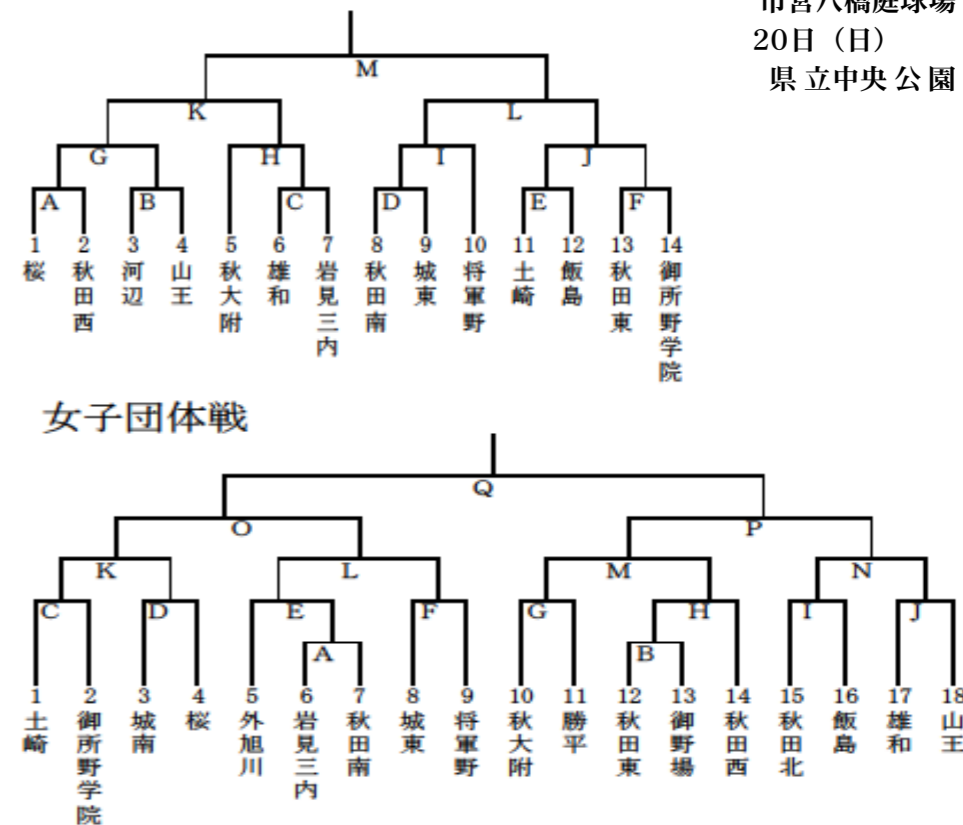 市営八橋庭球場
20日（日）
県立中央公園
M
K L
G H I J
A B C D E F
1 2 3 4 5 6 7 8 9 10 11 12 13 14
桜 秋田西 河辺 山王 秋大附 雄和 岩見三内 秋田南 城東 将軍野 土崎 飯島 秋田東 御所野学院
女子団体戦
Q
O P
K L M N
C D E F G H I J
A B
1 2 3 4 5 6 7 8 9 10 11 12 13 14 15 16 17 18
土崎 御所野学院 城南 桜 外旭川 岩見三内 秋田南 城東 将軍野 秋大附 勝平 秋田東 御野場 秋田西 秋田北 飯島 雄和 山王